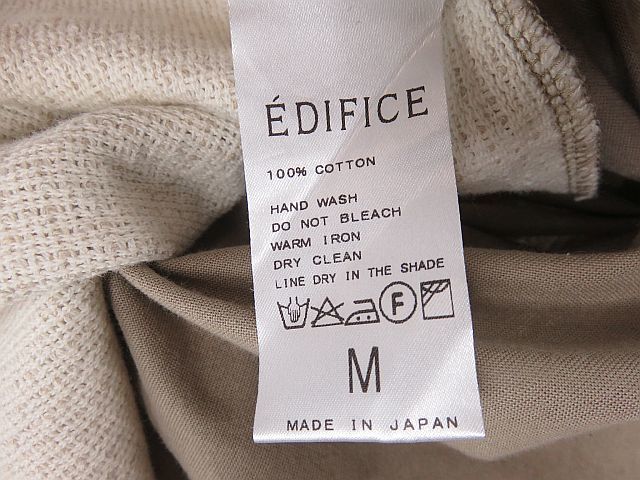 ÉDIFICE
100% COTTON
HAND WASH
DO NOT BLEACH
WARM IRON
DRY CLEAN
LINE DRY IN THE SHADE
F
M
MADE IN JAPAN